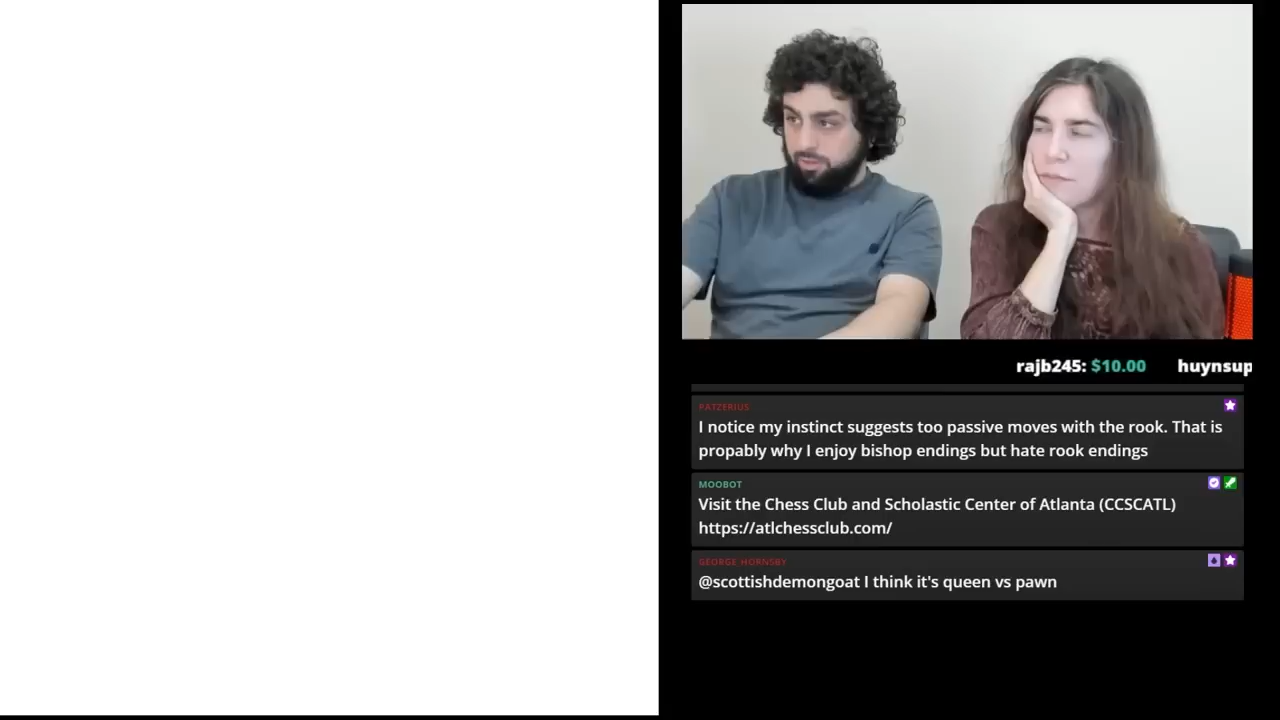 rajb245: $10.00 huynsup
PATZERIUS
I notice my instinct suggests too passive moves with the rook. That is
propably why I enjoy bishop endings but hate rook endings
MOOBOT
Visit the Chess Club and Scholastic Center of Atlanta (CCSCATL)
https://atlchessclub.com/
GEORGE HORNSBY
@scottishdemongoat I think it's queen vs pawn